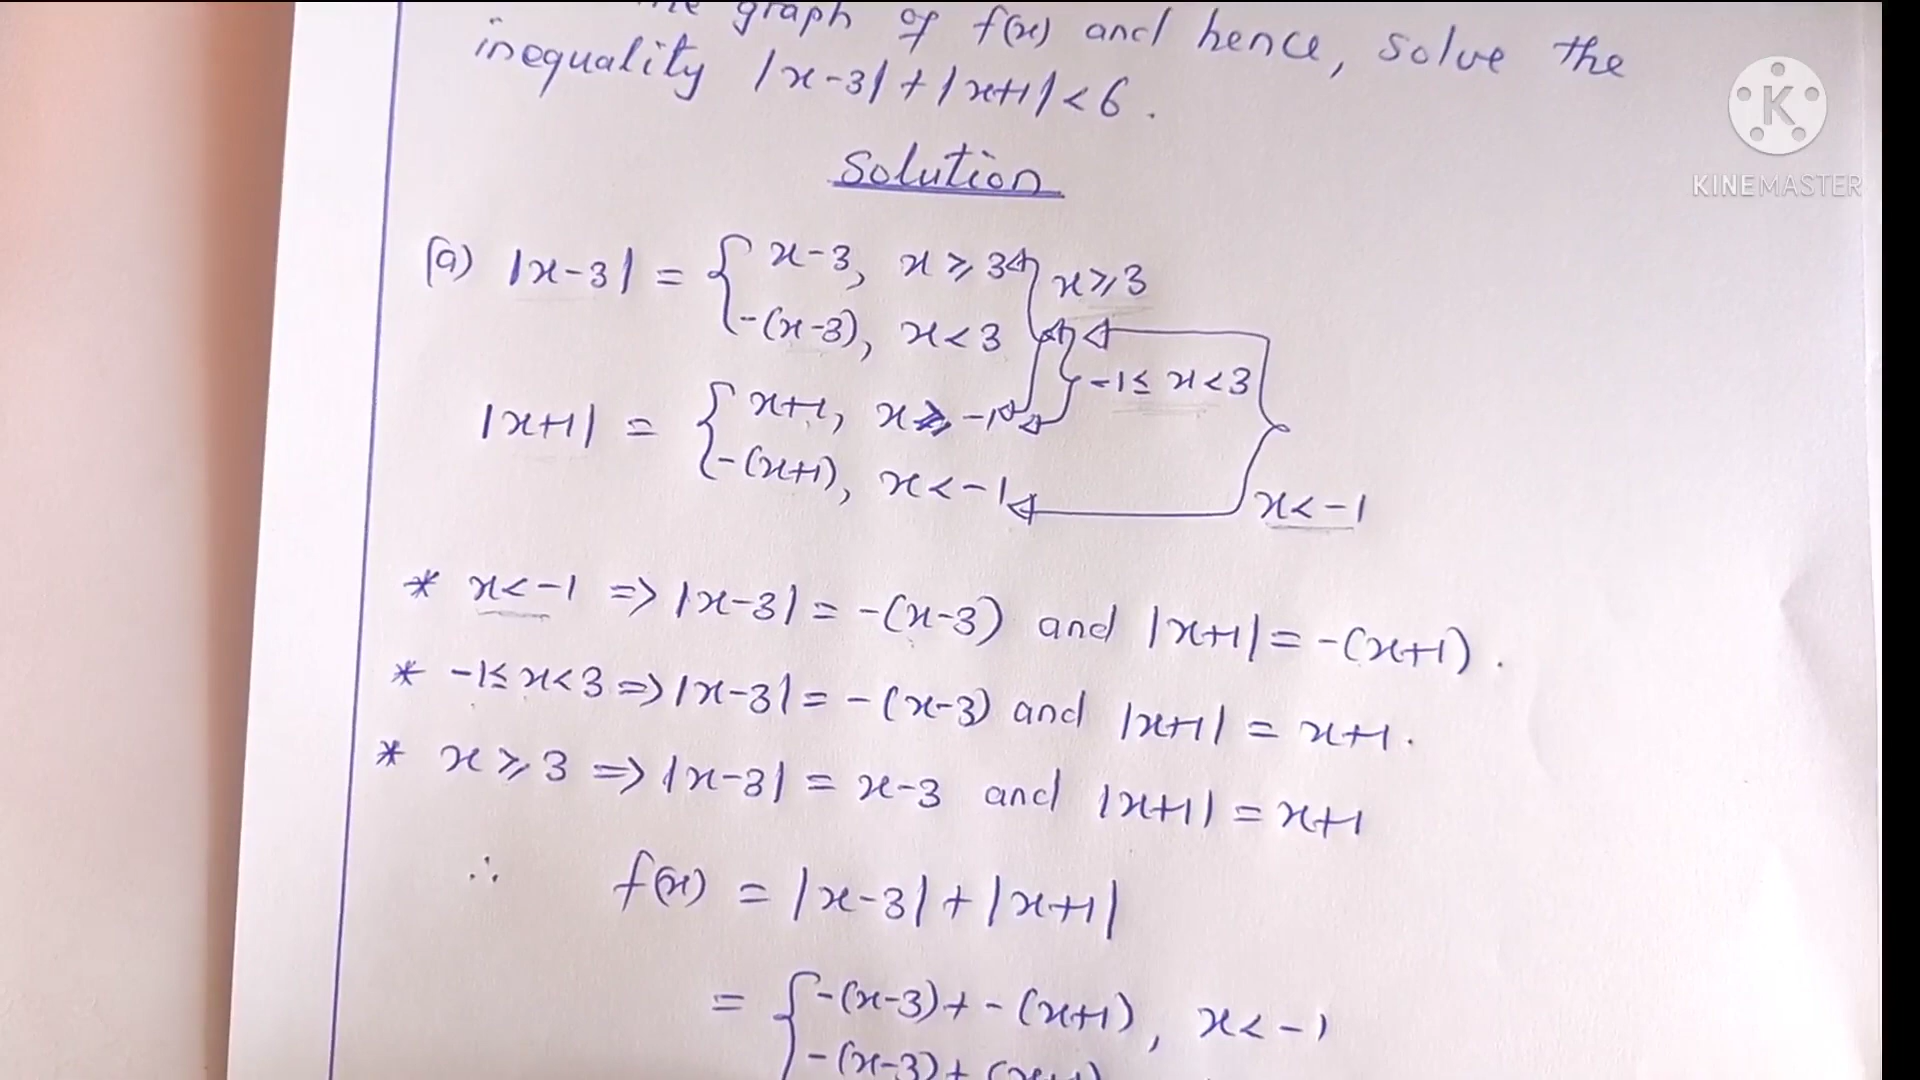 graph of f(x) and hence, solve the
inequality |x-3| + |x+1| < 6.
Solution
(a) |x-3| = { x-3, x ≥ 3 x ≥ 3
-(x-3), x < 3
-1 ≤ x < 3
|x+1| = { x+1, x ≥ -1
-(x+1), x < -1 x < -1
* x < -1 => |x-3| = -(x-3) and |x+1| = -(x+1).
* -1 ≤ x < 3 => |x-3| = -(x-3) and |x+1| = x+1.
* x ≥ 3 => |x-3| = x-3 and |x+1| = x+1
∴ f(x) = |x-3| + |x+1|
= { -(x-3) + -(x+1), x < -1
-(x-3) + (x+1)
K
KINEMASTER